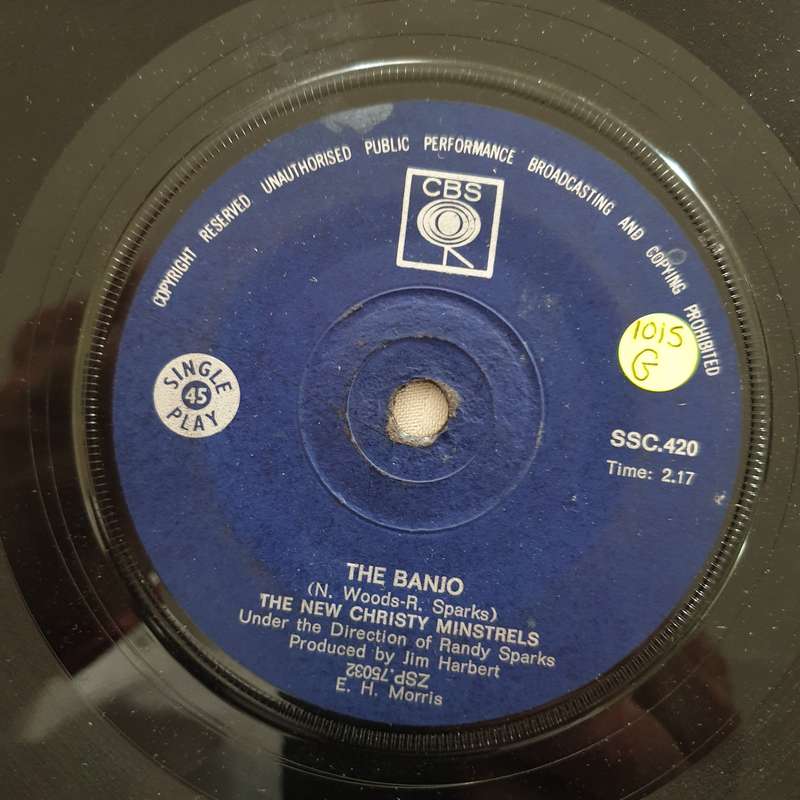 COPYRIGHT RESERVED UNAUTHORISED PUBLIC PERFORMANCE BROADCASTING AND COPYING PROHIBITED
CBS
SINGLE
45
PLAY
1015
G
SSC.420
Time: 2.17
THE BANJO
(N. Woods-R. Sparks)
THE NEW CHRISTY MINSTRELS
Under the Direction of Randy Sparks
Produced by Jim Harbert
ZSP.75032
E. H. Morris